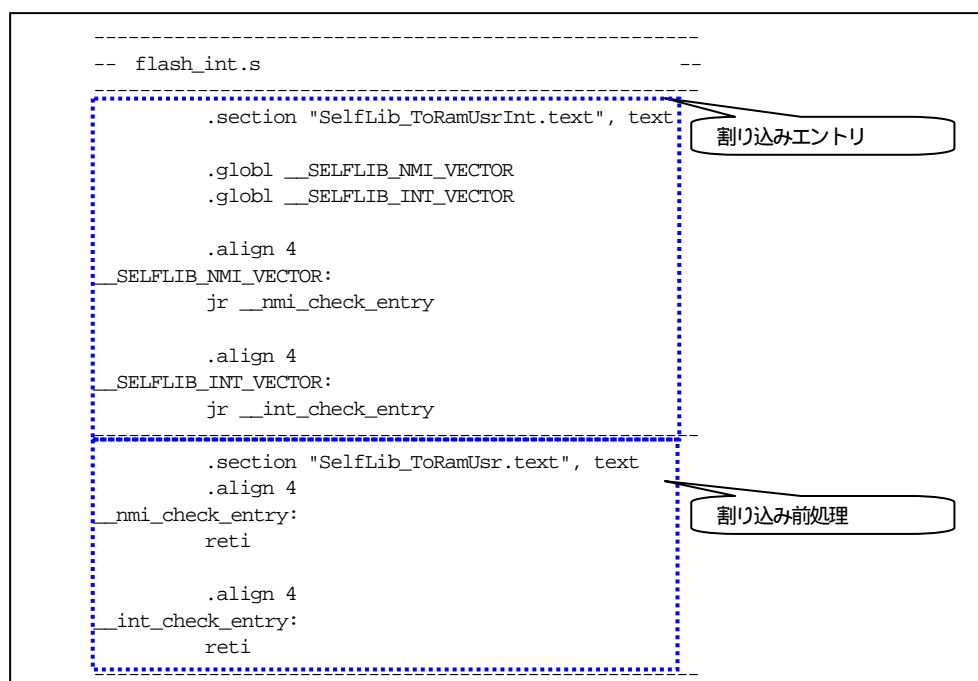 --------------------------------------------------
-- flash_int.s --
--------------------------------------------------
.section "SelfLib_ToRamUsrInt.text", text
割り込みエントリ
.globl __SELFLIB_NMI_VECTOR
.globl __SELFLIB_INT_VECTOR
.align 4
__SELFLIB_NMI_VECTOR:
jr __nmi_check_entry
.align 4
__SELFLIB_INT_VECTOR:
jr __int_check_entry
--------------------------------------------------
.section "SelfLib_ToRamUsr.text", text
.align 4
__nmi_check_entry:
割り込み前処理
reti
.align 4
__int_check_entry:
reti
--------------------------------------------------